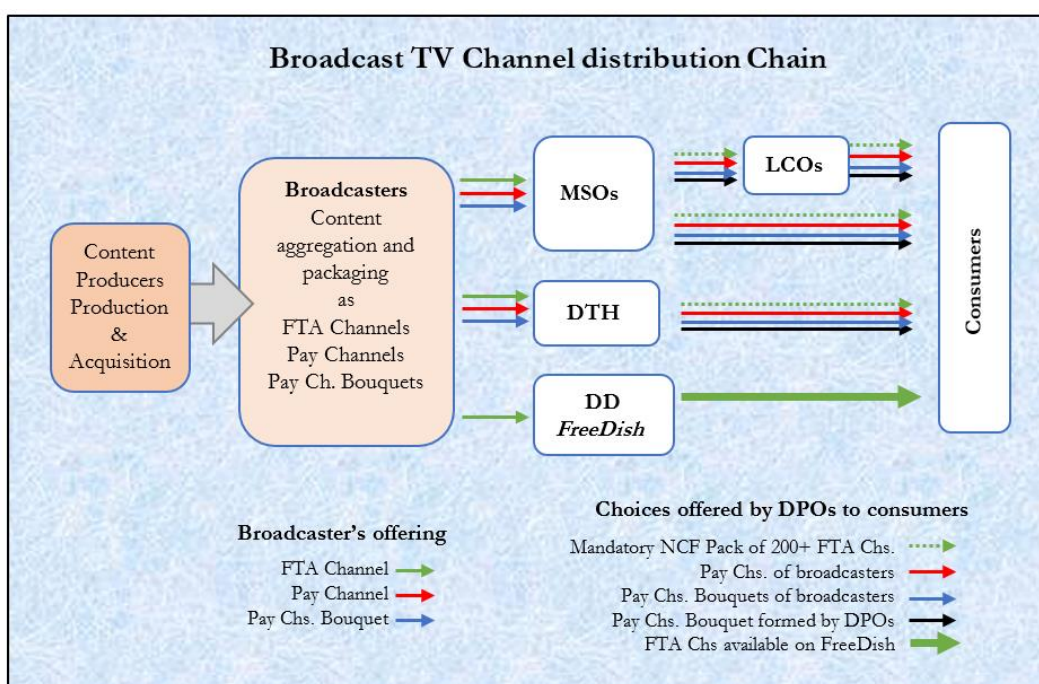 Broadcast TV Channel distribution Chain
Content
Producers
Production
&
Acquisition
Broadcasters
Content
aggregation and
packaging
as
FTA Channels
Pay Channels
Pay Ch. Bouquets
MSOs
LCOs
DTH
DD
FreeDish
Consumers
Broadcaster's offering
FTA Channel
Pay Channel
Pay Chs. Bouquet
Choices offered by DPOs to consumers
Mandatory NCF Pack of 200+ FTA Chs.
Pay Chs. of broadcasters
Pay Chs. Bouquets of broadcasters
Pay Chs. Bouquet formed by DPOs
FTA Chs available on FreeDish